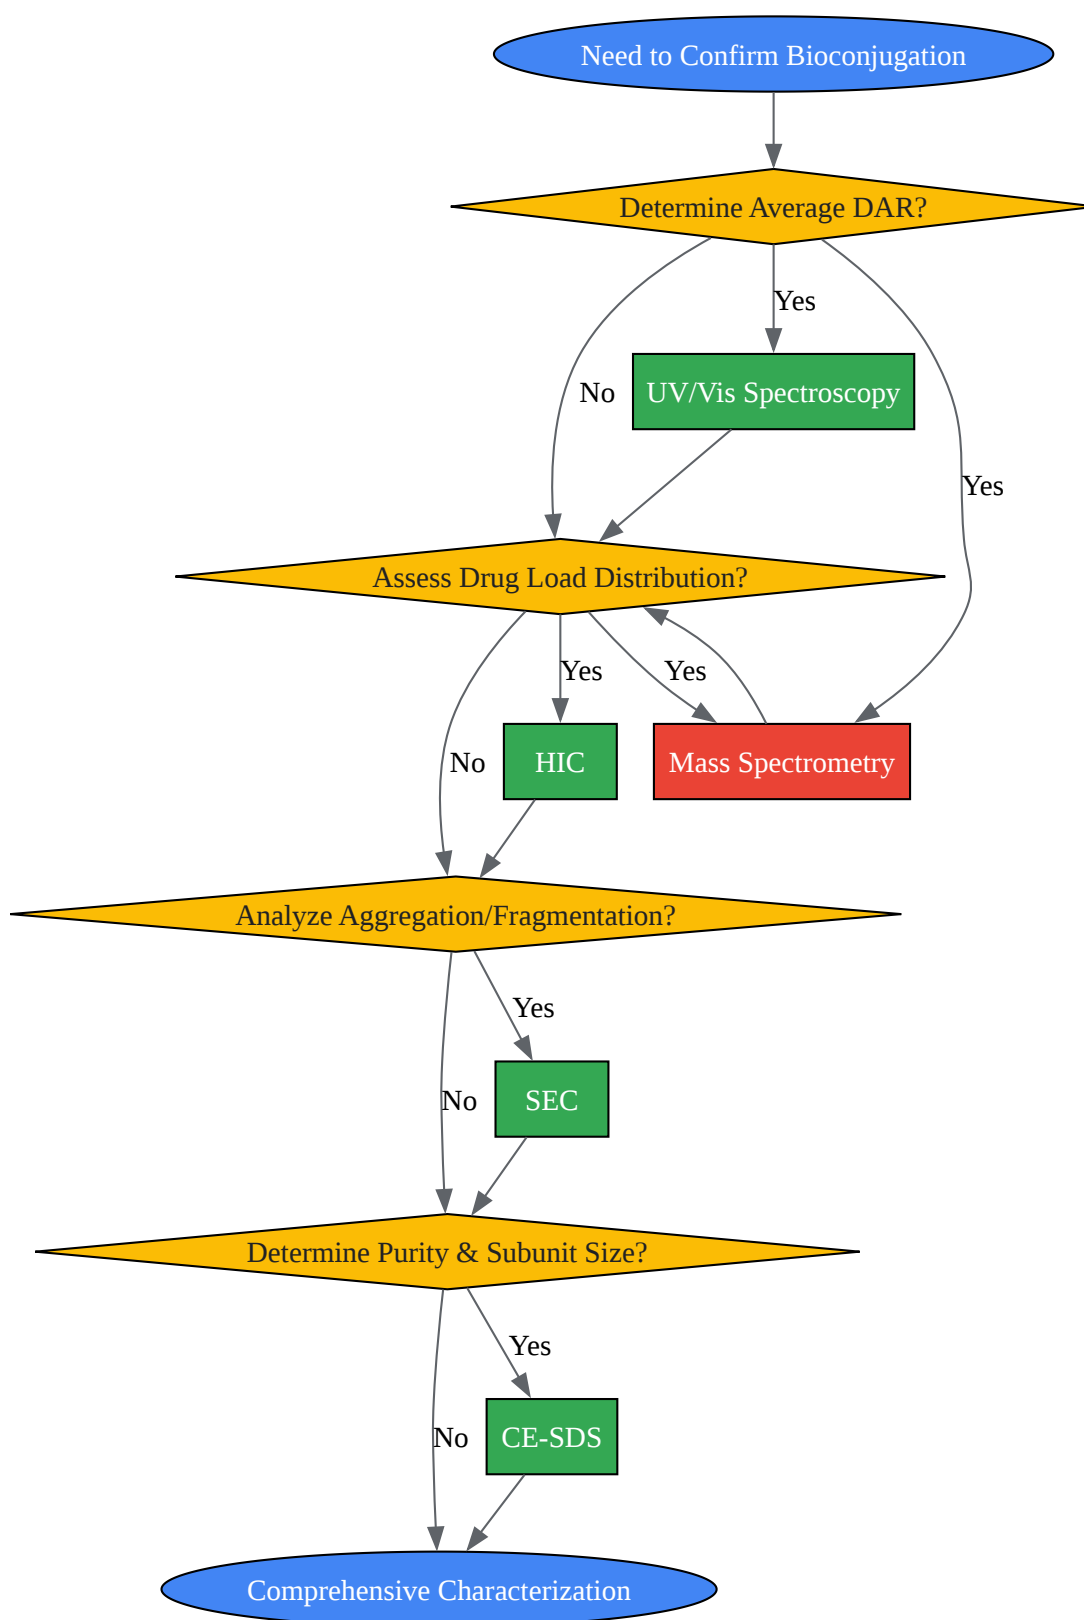 Need to Confirm Bioconjugation
Determine Average DAR?
Yes
No
UV/Vis Spectroscopy
Yes
Assess Drug Load Distribution?
Yes
Yes
No
HIC
Mass Spectrometry
Analyze Aggregation/Fragmentation?
Yes
No
SEC
Determine Purity & Subunit Size?
Yes
No
CE-SDS
Comprehensive Characterization